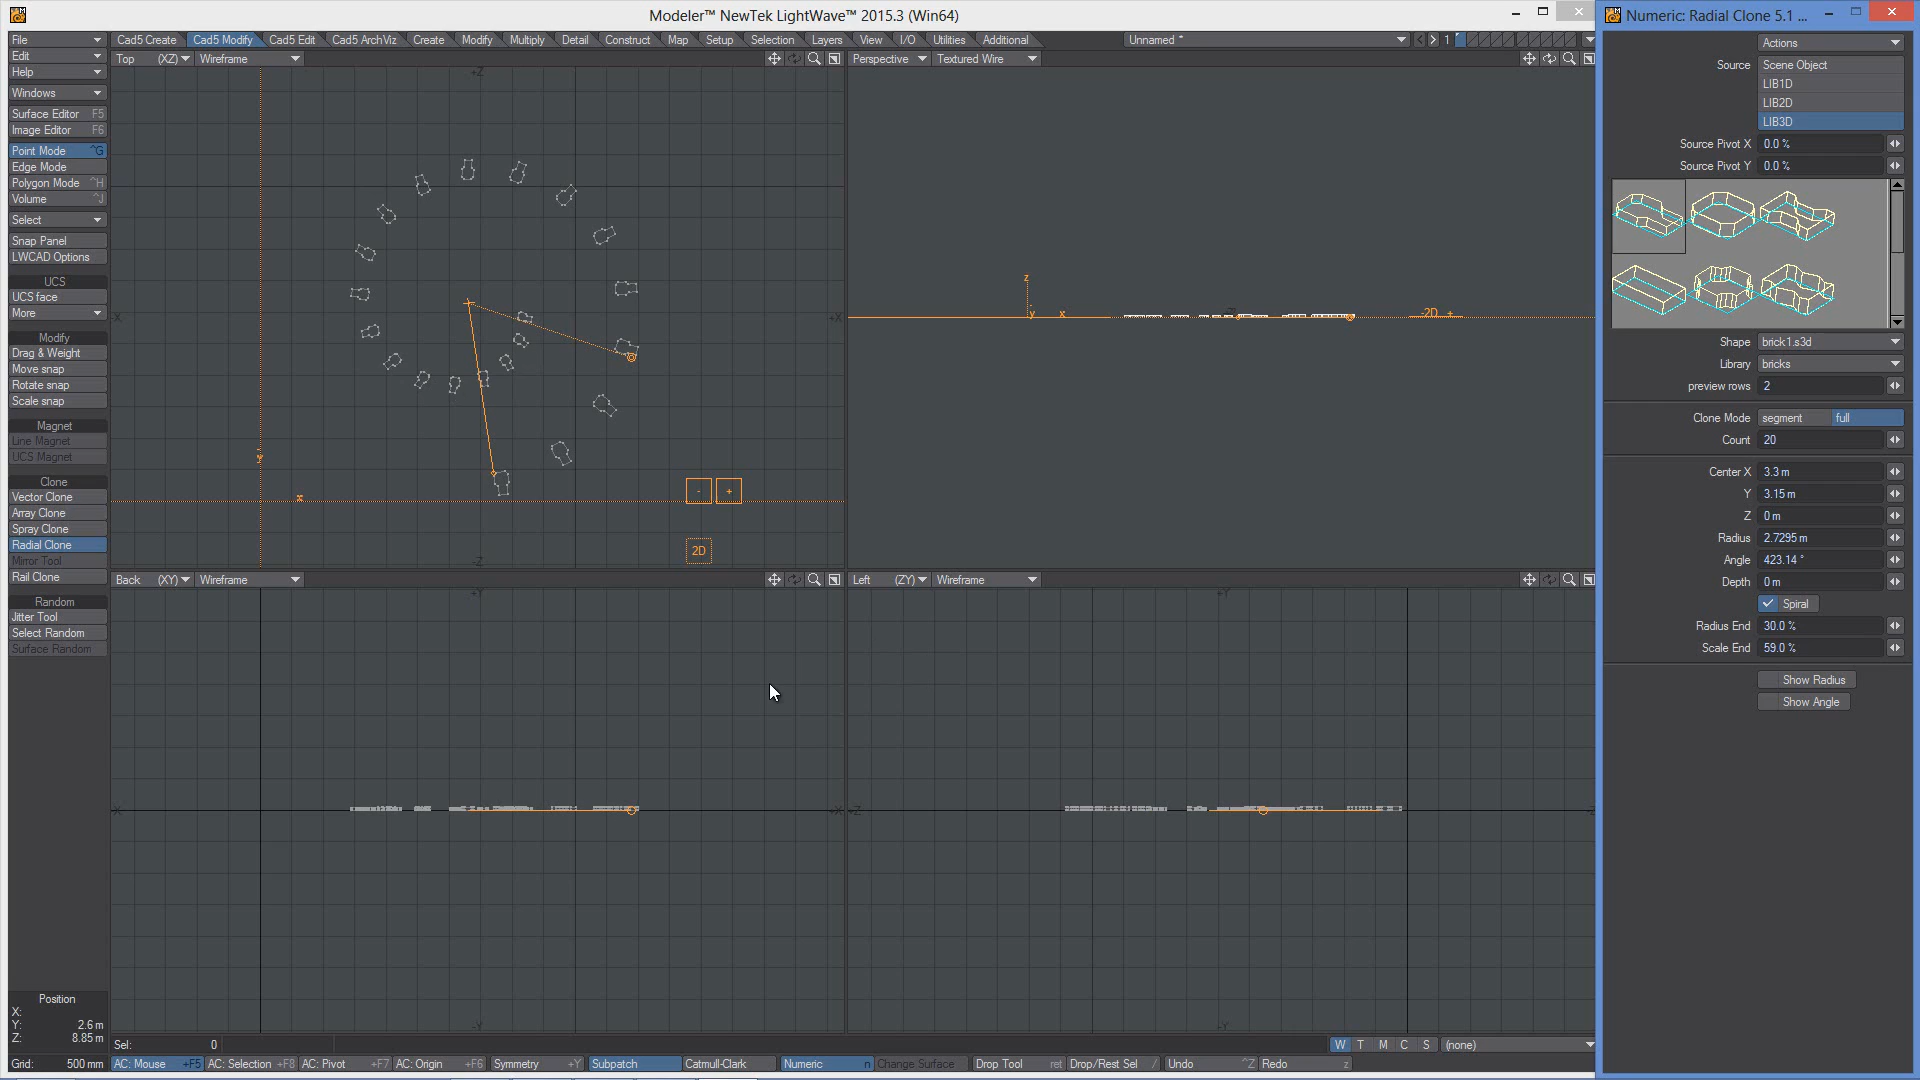 Modeler™ NewTek LightWave™ 2015.3 (Win64)
Numeric: Radial Clone 5.1 ...
File
Edit
Help
Windows
Surface Editor F5
Image Editor F6
Point Mode ^G
Edge Mode
Polygon Mode ^H
Volume ^J
Select
Snap Panel
LWCAD Options
UCS
UCS face
More
Modify
Drag & Weight
Move snap
Rotate snap
Scale snap
Magnet
Line Magnet
UCS Magnet
Clone
Vector Clone
Array Clone
Spray Clone
Radial Clone
Mirror Tool
Rail Clone
Random
Jitter Tool
Select Random
Surface Random
Position
X:
Y: 2.6 m
Z: 8.85 m
Grid: 500 mm
Cad5 Create Cad5 Modify Cad5 Edit Cad5 ArchViz Create Modify Multiply Detail Construct Map Setup Selection Layers View I/O Utilities Additional Unnamed * 1
Top (XZ) Wireframe
+Z
-X
+X
-Z
y
x
- +
2D
Perspective Textured Wire
z
y x
-2D +
Back (XY) Wireframe
+Y
-X
+X
-Y
Left (ZY) Wireframe
+Y
+Z
-Z
-Y
Sel: 0
W T M C S (none)
AC: Mouse +F5 AC: Selection +F8 AC: Pivot +F7 AC: Origin +F6 Symmetry +Y Subpatch Catmull-Clark Numeric n Change Surface Drop Tool ret Drop/Rest Sel / Undo ^Z Redo z
Actions
Source Scene Object
LIB1D
LIB2D
LIB3D
Source Pivot X 0.0 %
Source Pivot Y 0.0 %
Shape brick1.s3d
Library bricks
preview rows 2
Clone Mode segment full
Count 20
Center X 3.3 m
Y 3.15 m
Z 0 m
Radius 2.7295 m
Angle 423.14 °
Depth 0 m
Spiral
Radius End 30.0 %
Scale End 59.0 %
Show Radius
Show Angle